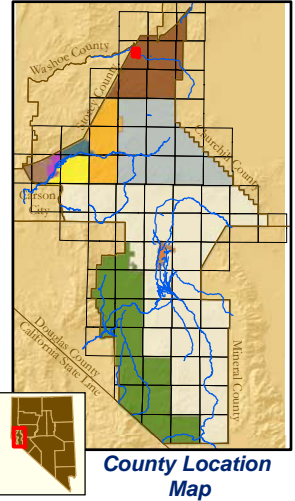 Washoe County
Storey County
Churchill County
Carson
City
Douglas County
California State Line
Mineral County
County Location
Map